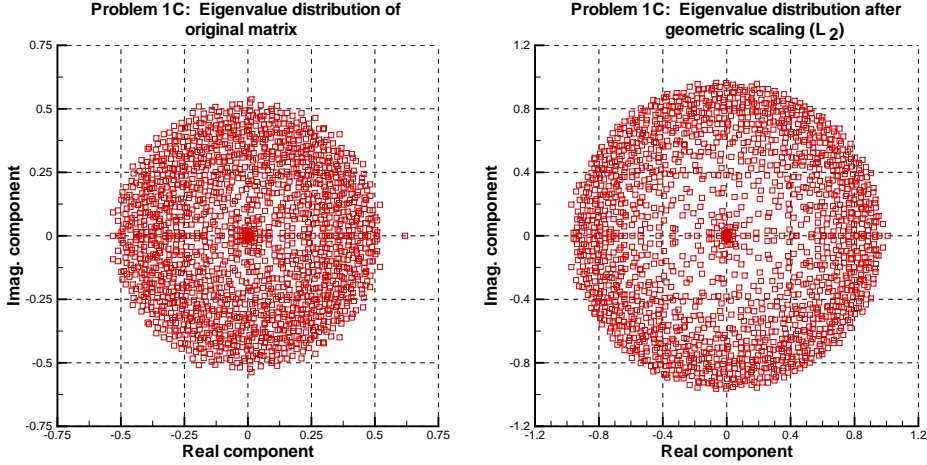 Problem 1C: Eigenvalue distribution of
original matrix
0.75
0.5
0.25
0
-0.25
-0.5
-0.75
Imag. component
-0.75 -0.5 -0.25 0 0.25 0.5 0.75
Real component
Problem 1C: Eigenvalue distribution after
geometric scaling (L 2)
1.2
0.8
0.4
0
-0.4
-0.8
-1.2
Imag. component
-1.2 -0.8 -0.4 0 0.4 0.8 1.2
Real component